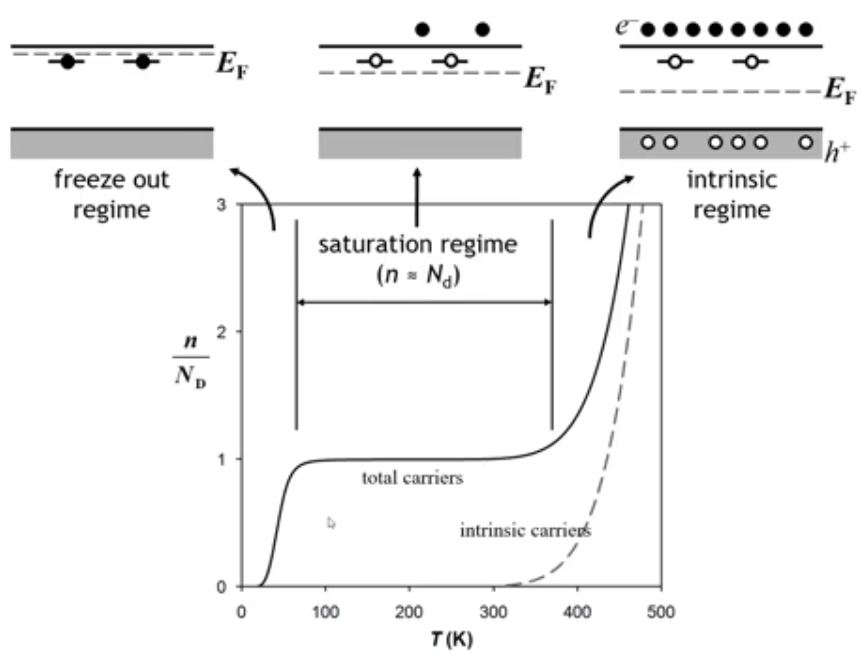 E_F
E_F
e⁻
E_F
h⁺
freeze out
regime
intrinsic
regime
saturation regime
(n ≈ N_d)
n
N_D
3
2
1
0
total carriers
intrinsic carriers
0 100 200 300 400 500
T (K)